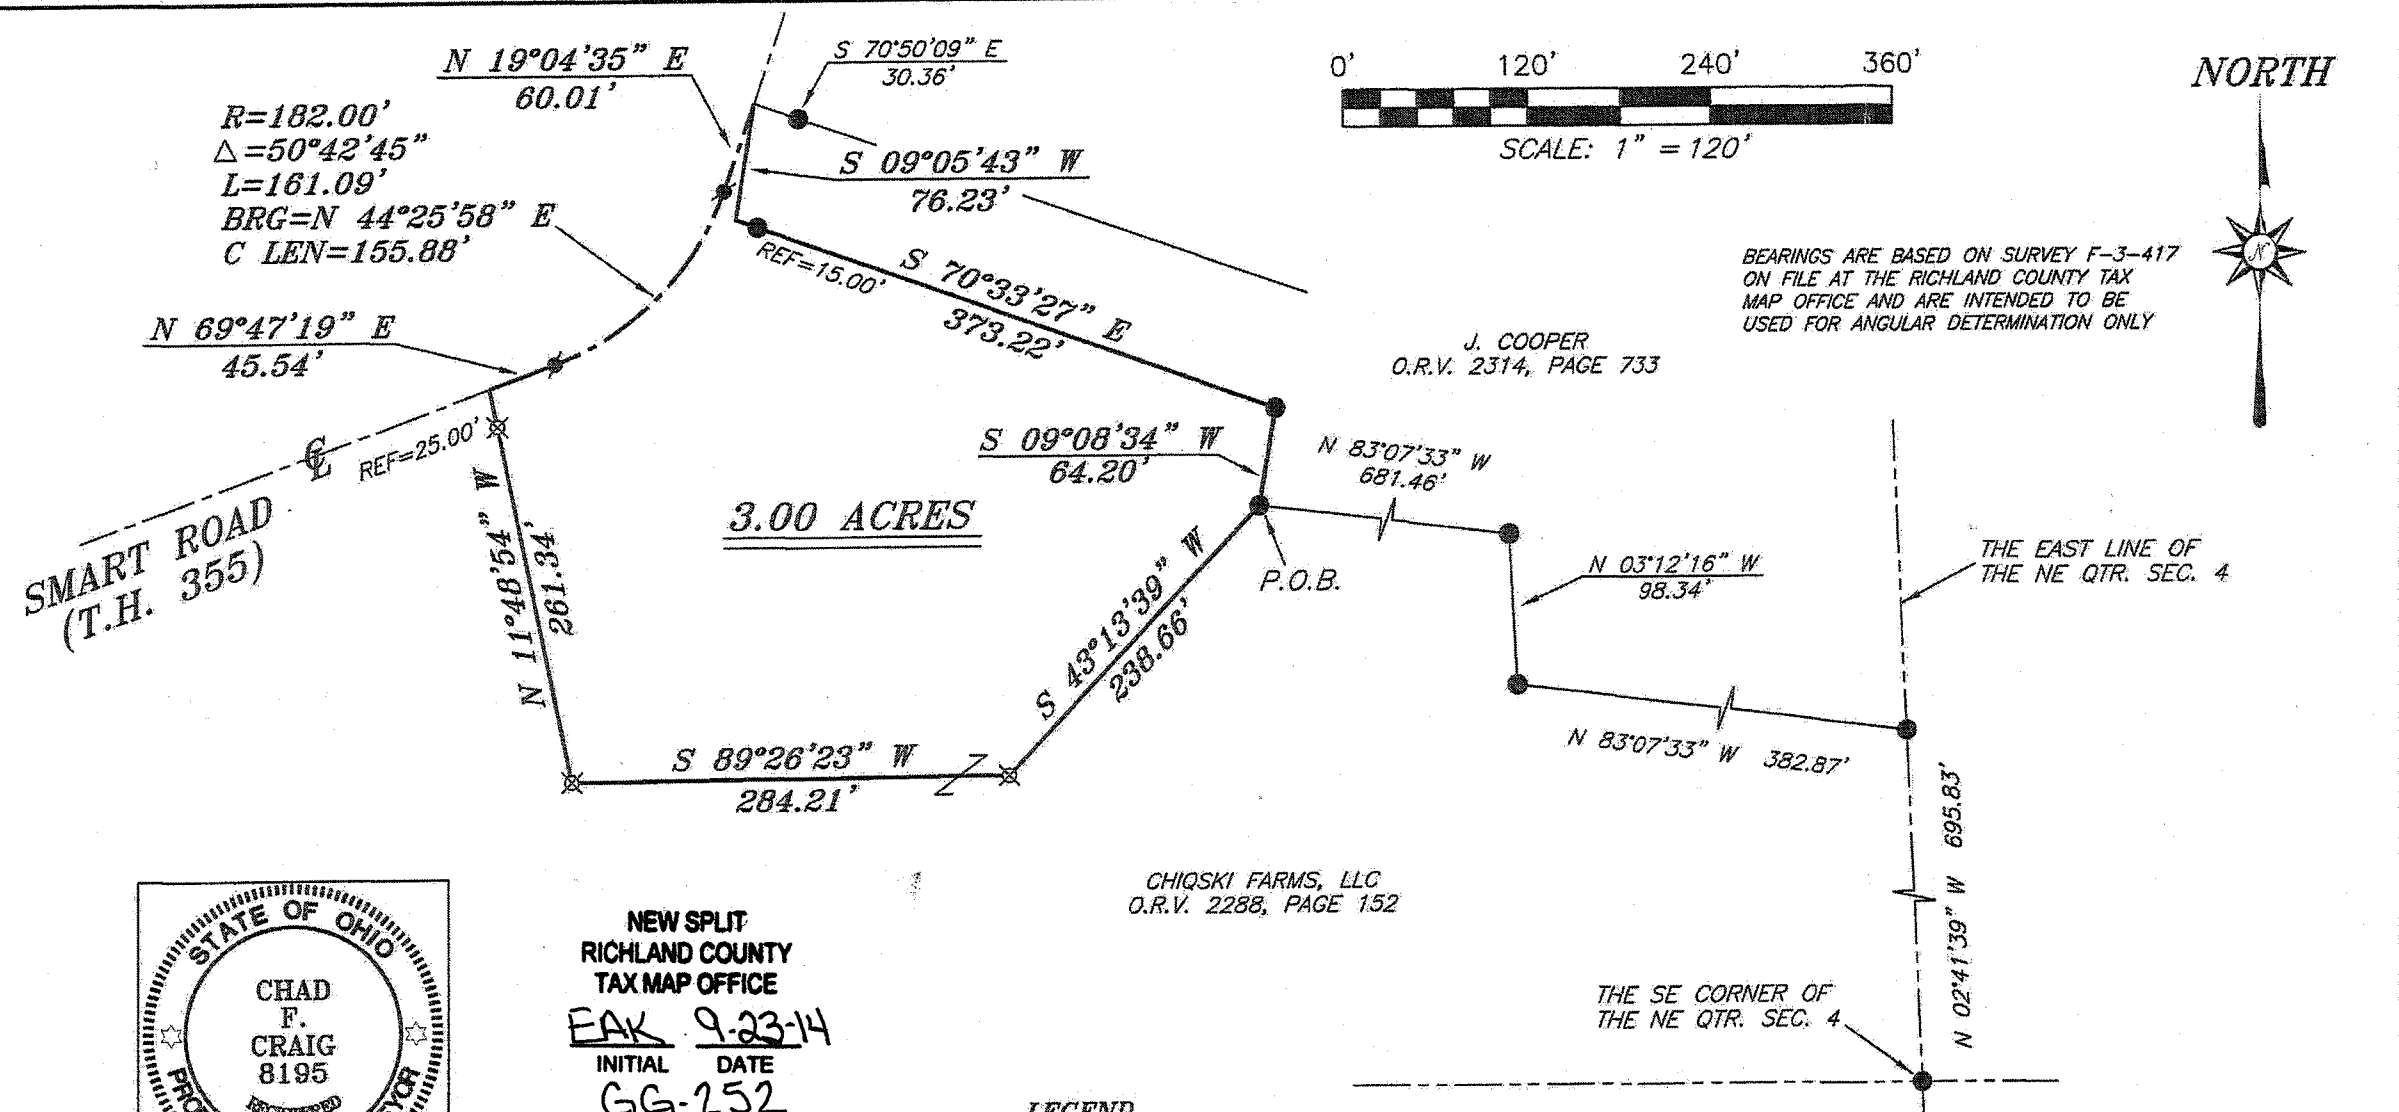 N 19°04'35" E
60.01'
S 70°50'09" E
30.36'
R=182.00'
△=50°42'45"
L=161.09'
BRG=N 44°25'58" E
C LEN=155.88'
S 09°05'43" W
76.23'
0' 120' 240' 360'
SCALE: 1" = 120'
NORTH
N
BEARINGS ARE BASED ON SURVEY F-3-417
ON FILE AT THE RICHLAND COUNTY TAX
MAP OFFICE AND ARE INTENDED TO BE
USED FOR ANGULAR DETERMINATION ONLY
REF=15.00'
S 70°33'27" E
373.22'
N 69°47'19" E
45.54'
J. COOPER
O.R.V. 2314, PAGE 733
℄
REF=25.00'
SMART ROAD
(T.H. 355)
S 09°08'34" W
64.20'
N 83°07'33" W
681.46'
3.00 ACRES
P.O.B.
N 11°48'54" W
261.34'
S 43°13'39" W
238.66'
N 03°12'16" W
98.34'
THE EAST LINE OF
THE NE QTR. SEC. 4
S 89°26'23" W
284.21'
N 83°07'33" W 382.87'
N 02°41'39" W 695.83'
CHIQSKI FARMS, LLC
O.R.V. 2288, PAGE 152
THE SE CORNER OF
THE NE QTR. SEC. 4
STATE OF OHIO
CHAD
F.
CRAIG
8195
REGISTERED
NEW SPLIT
RICHLAND COUNTY
TAX MAP OFFICE
EAK 9-23-14
INITIAL DATE
GG-252
LEGEND